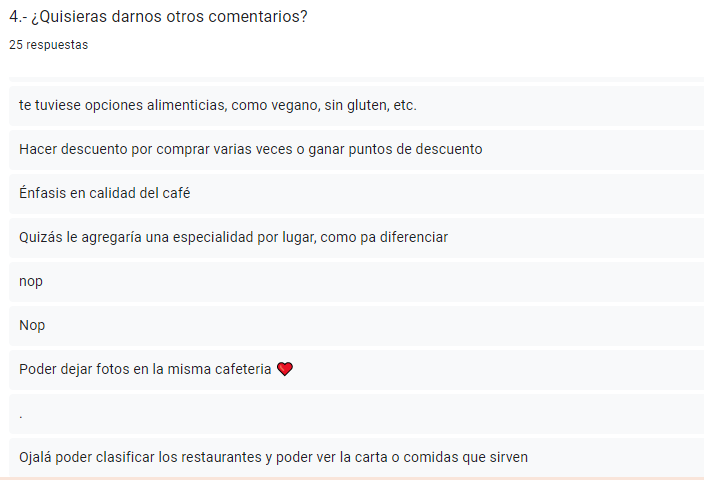 4.- ¿Quisieras darnos otros comentarios?
25 respuestas
te tuviese opciones alimenticias, como vegano, sin gluten, etc.
Hacer descuento por comprar varias veces o ganar puntos de descuento
Énfasis en calidad del café
Quizás le agregaría una especialidad por lugar, como pa diferenciar
nop
Nop
Poder dejar fotos en la misma cafeteria ❤️
.
Ojalá poder clasificar los restaurantes y poder ver la carta o comidas que sirven